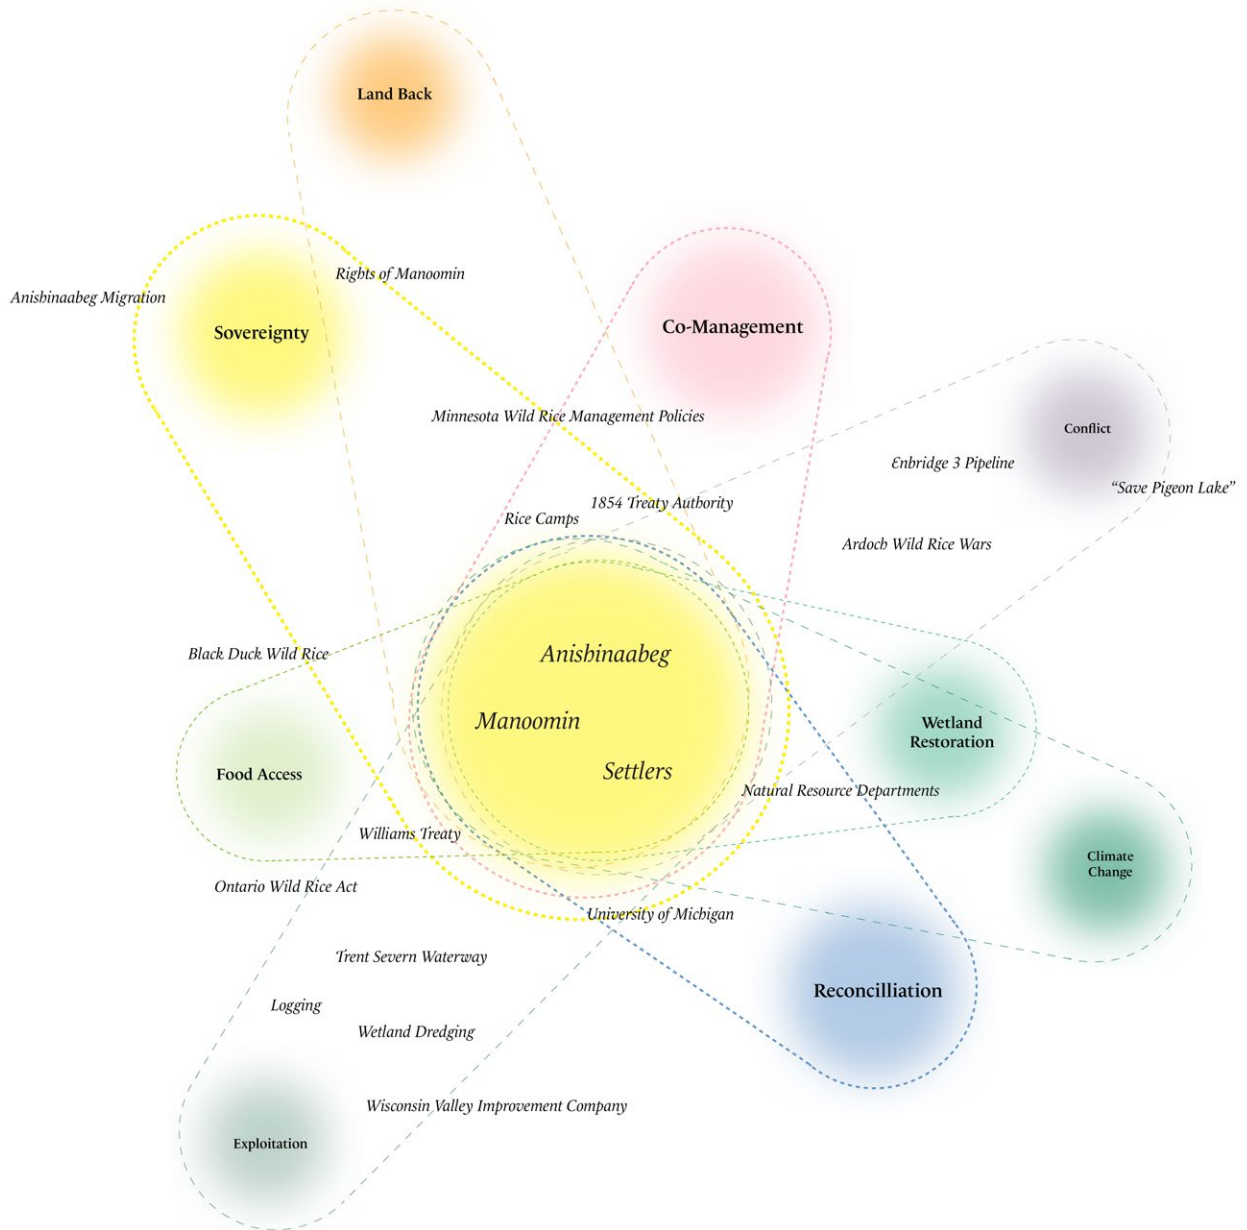 Land Back
Rights of Manoomin
Anishinaabeg Migration
Sovereignty
Co-Management
Minnesota Wild Rice Management Policies
Conflict
Enbridge 3 Pipeline
“Save Pigeon Lake”
1854 Treaty Authority
Rice Camps
Ardoch Wild Rice Wars
Anishinaabeg
Black Duck Wild Rice
Manoomin
Wetland
Restoration
Food Access
Settlers
Natural Resource Departments
Williams Treaty
Climate
Change
Ontario Wild Rice Act
University of Michigan
Trent Severn Waterway
Reconcilliation
Logging
Wetland Dredging
Wisconsin Valley Improvement Company
Exploitation